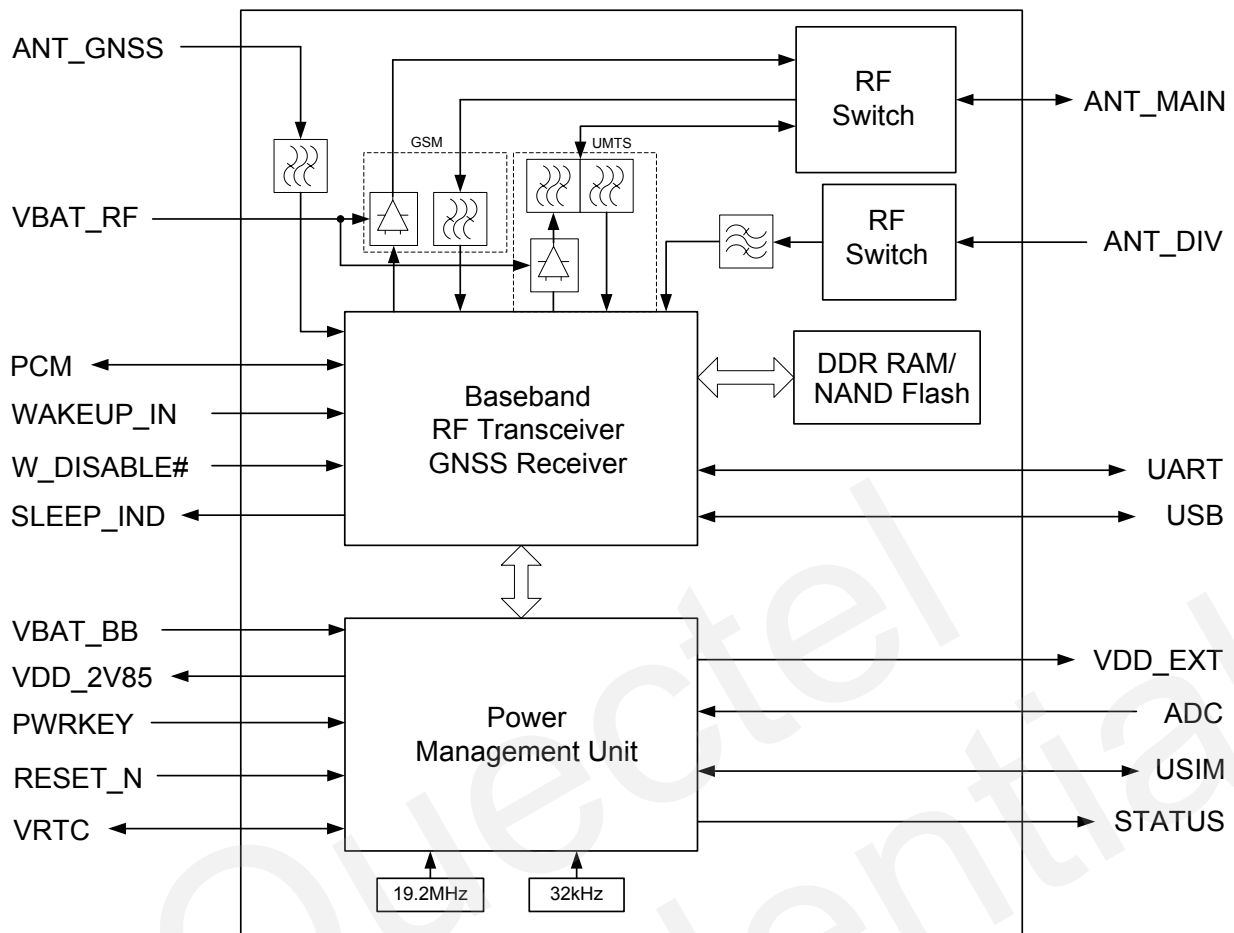 ANT_GNSS
RF
Switch
ANT_MAIN
GSM
UMTS
VBAT_RF
RF
Switch
ANT_DIV
PCM
WAKEUP_IN
W_DISABLE#
SLEEP_IND
Baseband
RF Transceiver
GNSS Receiver
DDR RAM/
NAND Flash
UART
USB
VBAT_BB
VDD_2V85
PWRKEY
RESET_N
VRTC
Power
Management Unit
VDD_EXT
ADC
USIM
STATUS
19.2MHz
32kHz
Quectel